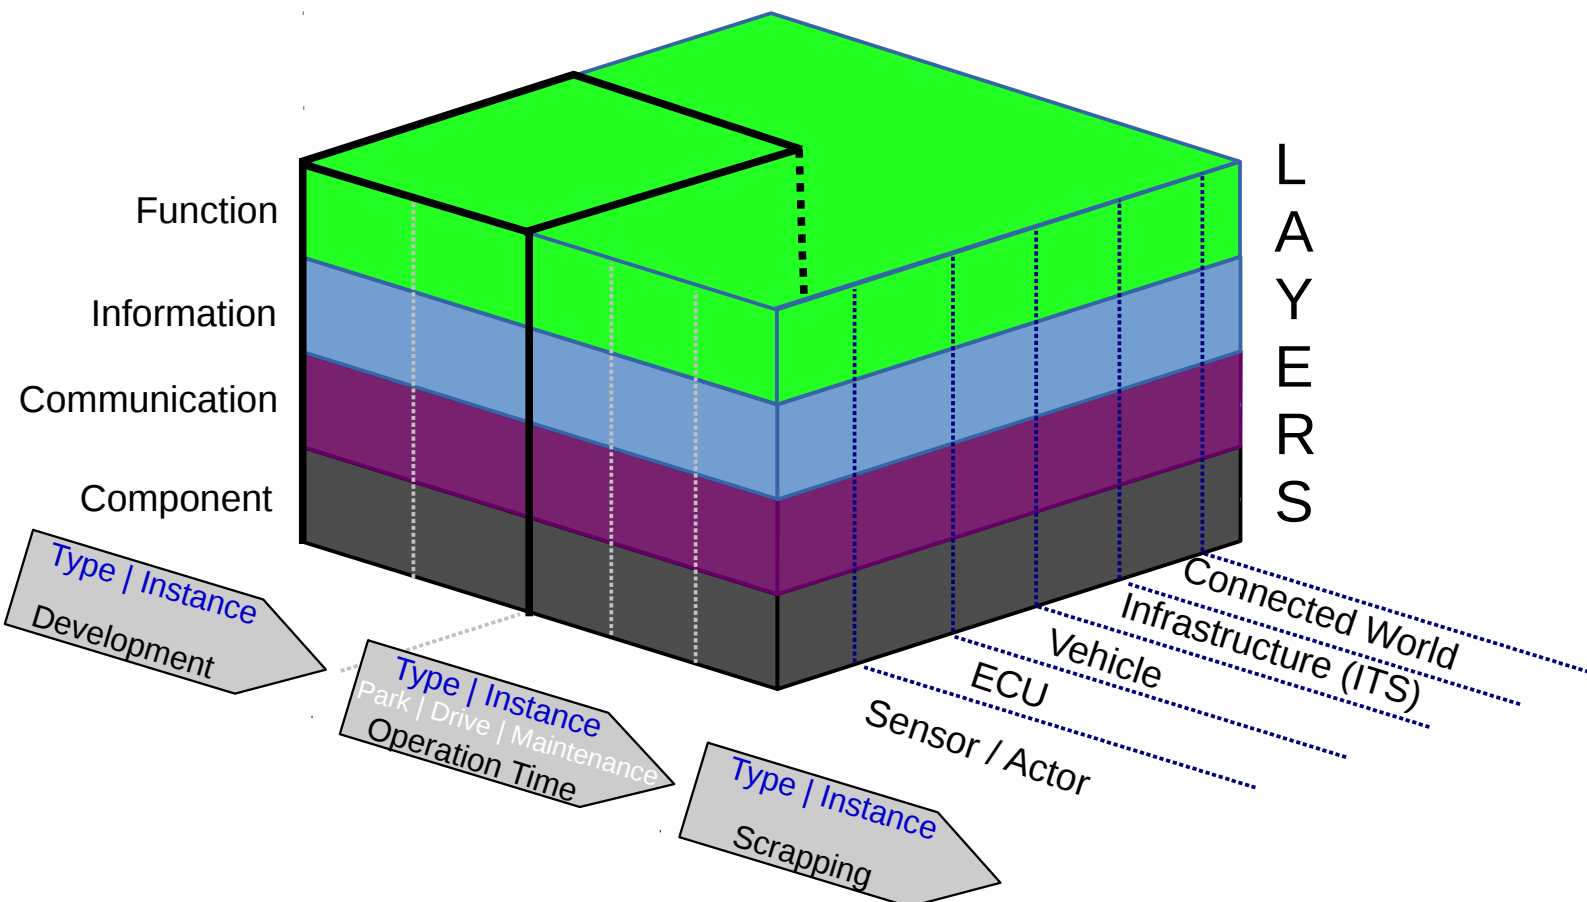 Function
Information
Communication
Component
L
A
Y
E
R
S
Type | Instance
Development
Type | Instance
Park | Drive | Maintenance
Operation Time
Type | Instance
Scrapping
Connected World
Infrastructure (ITS)
Vehicle
ECU
Sensor / Actor